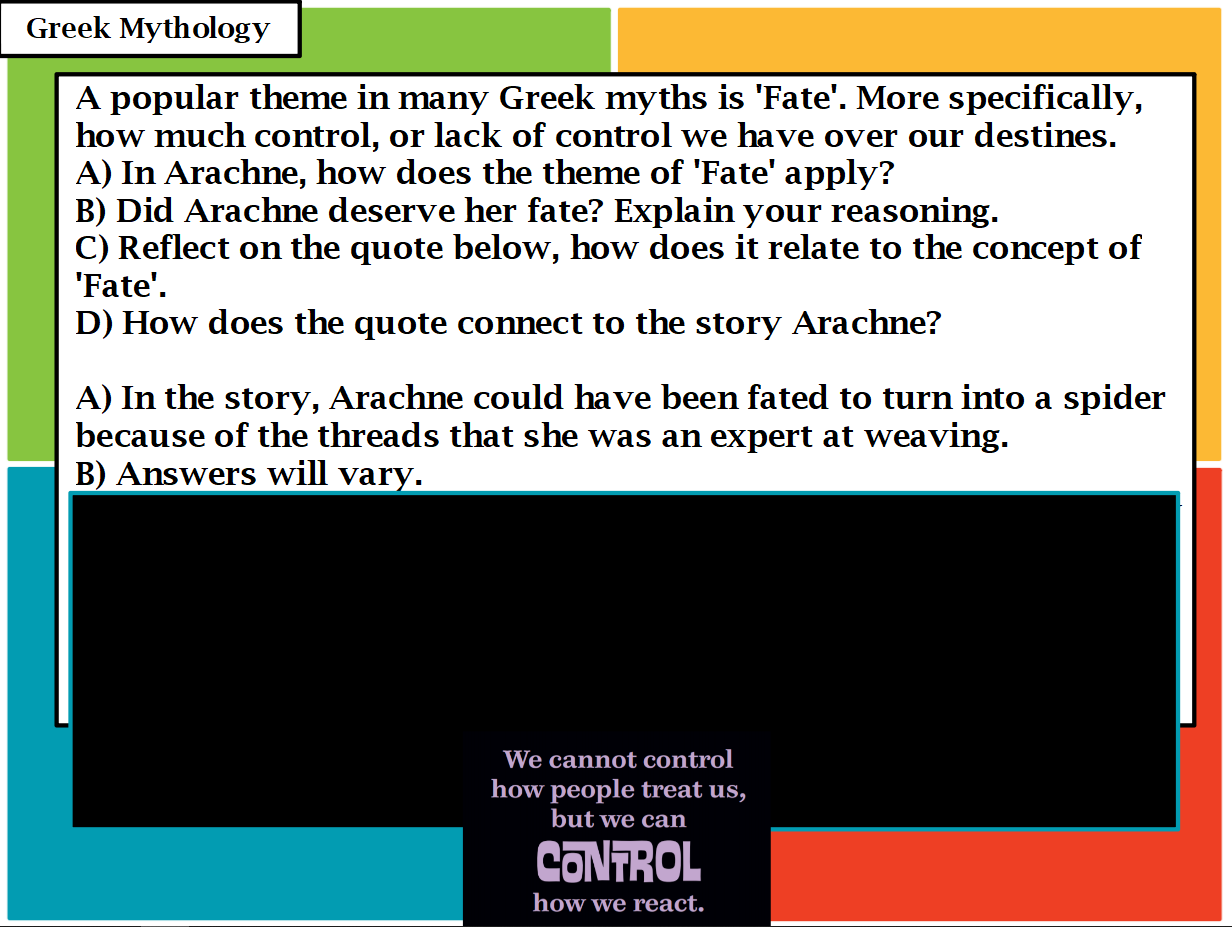 Greek Mythology
A popular theme in many Greek myths is 'Fate'. More specifically,
how much control, or lack of control we have over our destines.
A) In Arachne, how does the theme of 'Fate' apply?
B) Did Arachne deserve her fate? Explain your reasoning.
C) Reflect on the quote below, how does it relate to the concept of
'Fate'.
D) How does the quote connect to the story Arachne?
A) In the story, Arachne could have been fated to turn into a spider
because of the threads that she was an expert at weaving.
B) Answers will vary.
We cannot control
how people treat us,
but we can
CONTROL
how we react.